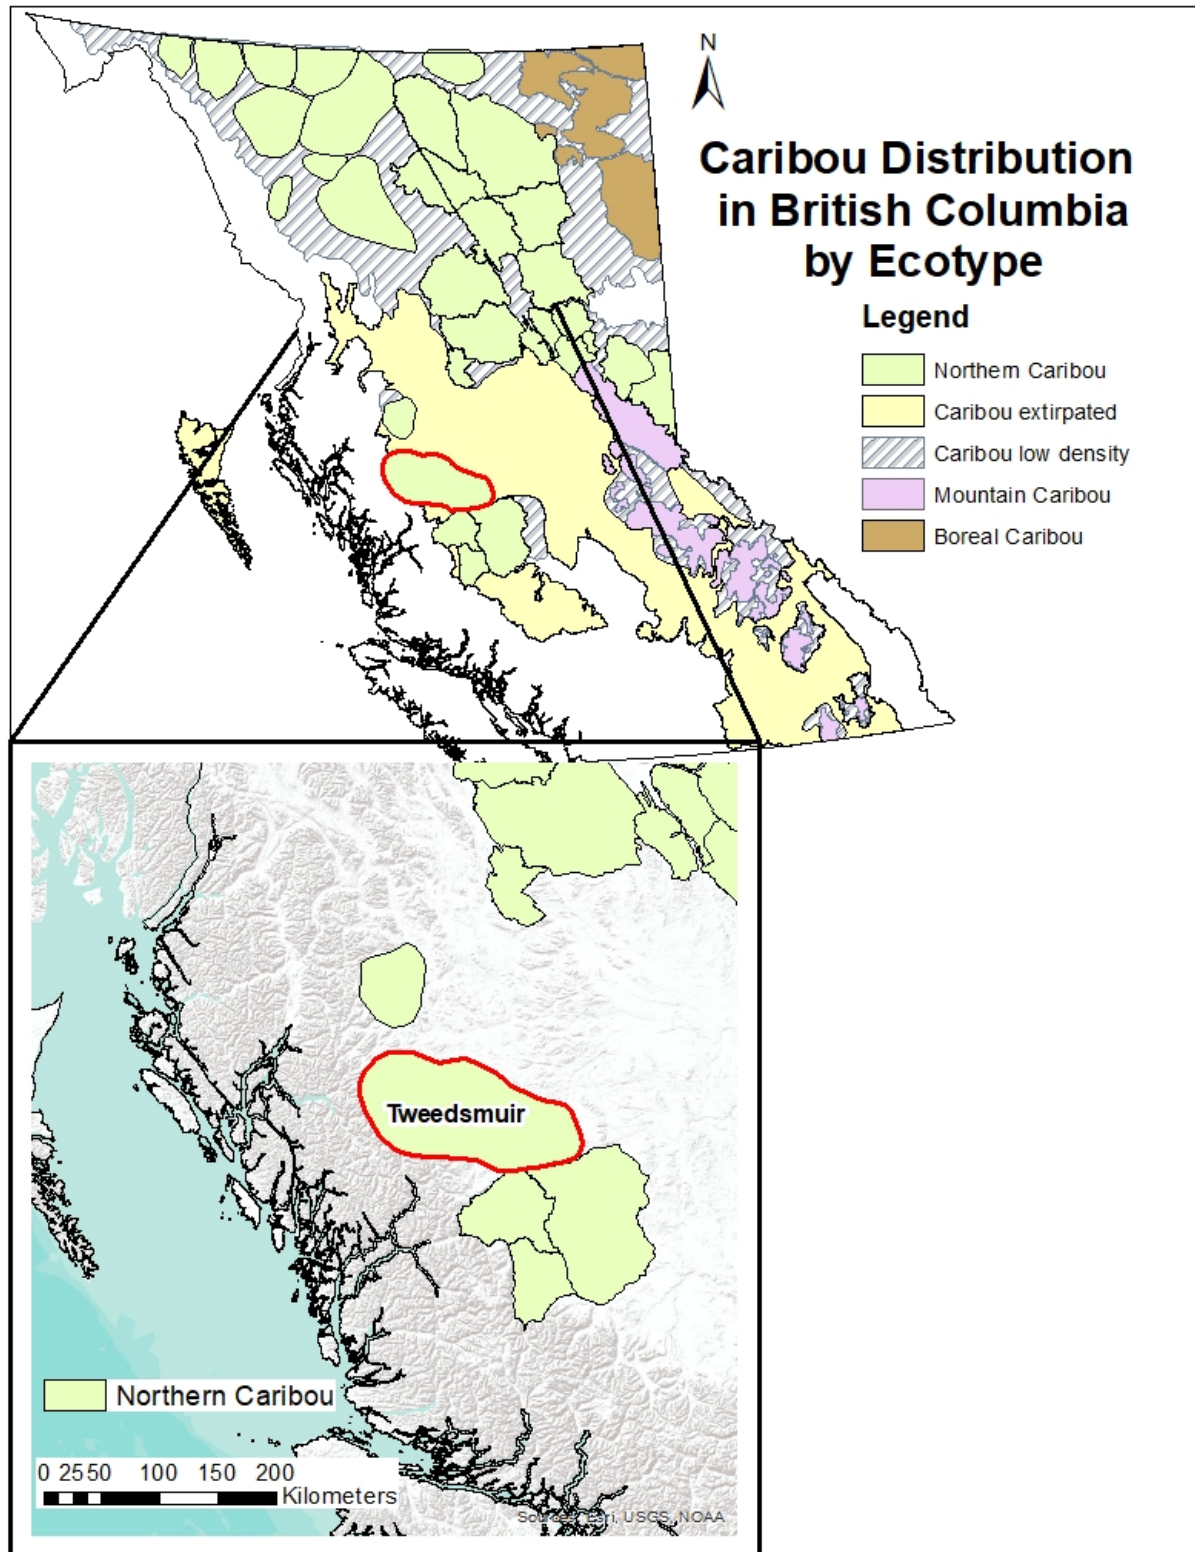 N
Caribou Distribution
in British Columbia
by Ecotype
Legend
Northern Caribou
Caribou extirpated
Caribou low density
Mountain Caribou
Boreal Caribou
Tweedsmuir
Northern Caribou
0 25 50 100 150 200
Kilometers
Sources: Esri, USGS, NOAA